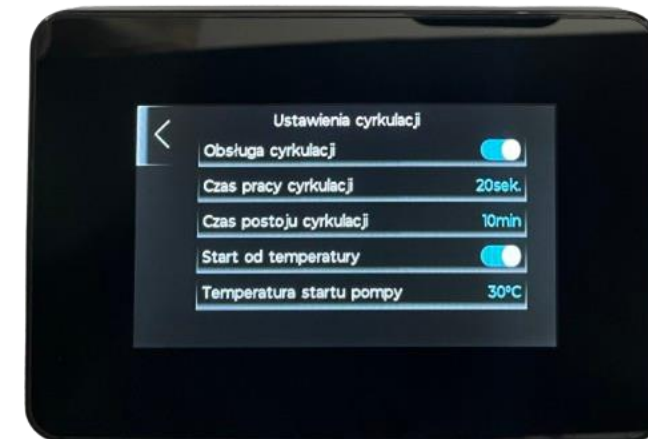 Ustawienia cyrkulacji
Obsługa cyrkulacji
Czas pracy cyrkulacji 20sek.
Czas postoju cyrkulacji 10min
Start od temperatury
Temperatura startu pompy 30°C